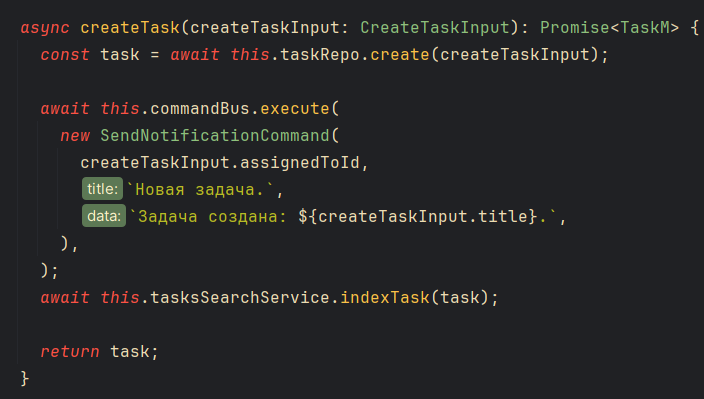 async createTask(createTaskInput: CreateTaskInput): Promise<TaskM> {
const task = await this.taskRepo.create(createTaskInput);
await this.commandBus.execute(
new SendNotificationCommand(
createTaskInput.assignedToId,
title: `Новая задача.`,
data: `Задача создана: ${createTaskInput.title}.`,
),
);
await this.tasksSearchService.indexTask(task);
return task;
}